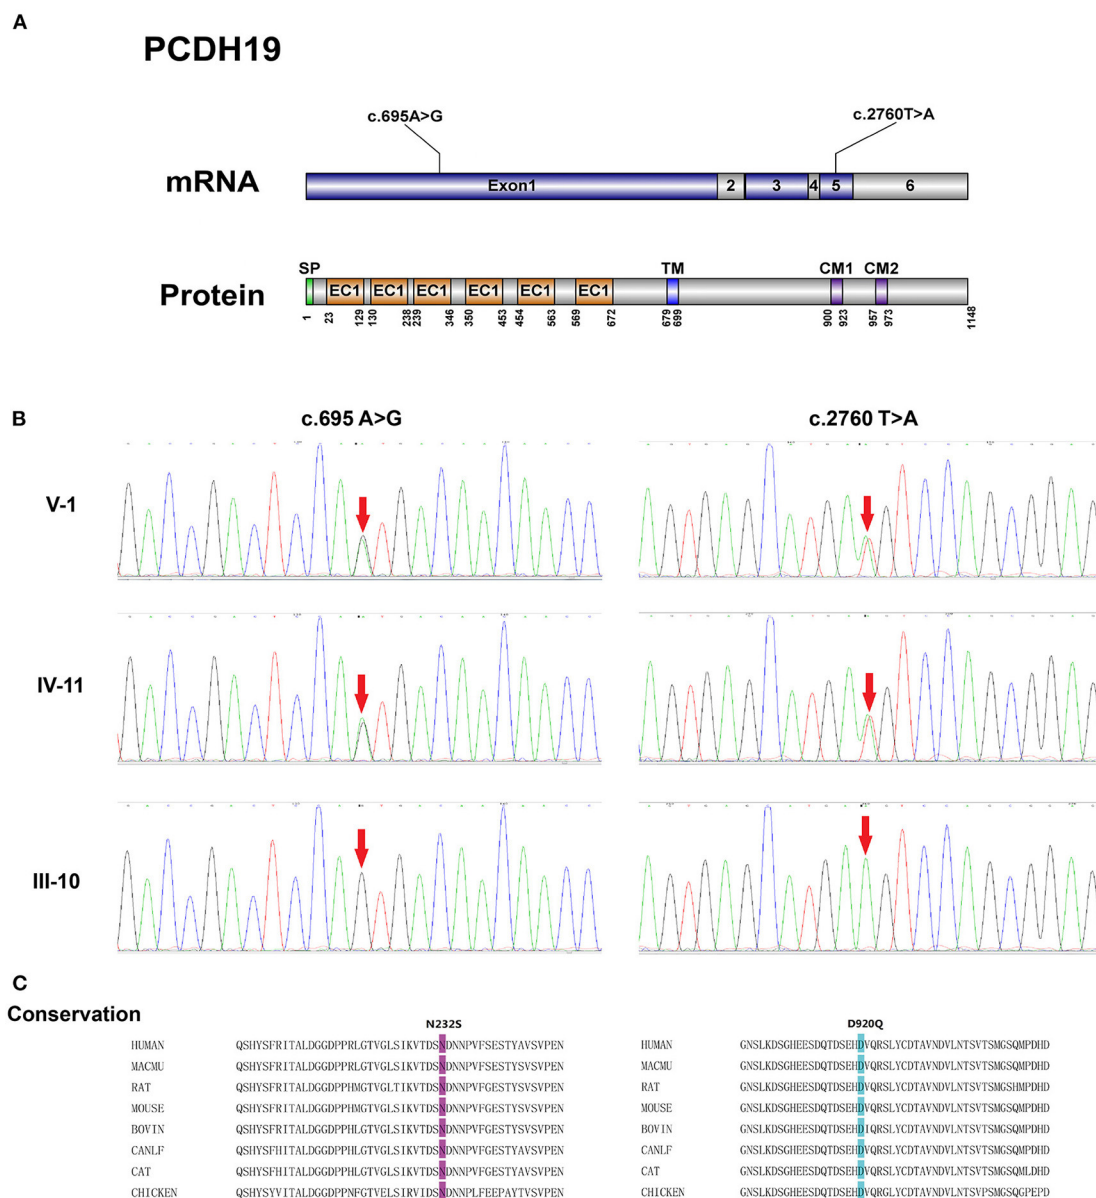 A
PCDH19
c.695A>G c.2760T>A
mRNA Exon1 2 3 4 5 6
SP TM CM1 CM2
Protein EC1 EC1 EC1 EC1 EC1 EC1
1 23 129 130 238 239 346 350 453 454 563 569 672 679 699 900 923 957 973 1148
B c.695 A>G c.2760 T>A
V-1
IV-11
III-10
C
Conservation
N232S D920Q
HUMAN QSHYSFRITALDGGDPPRLGTVGLSIKVTDSNDNNPVFSESTYAVSVPEN HUMAN GNSLKDSGHEESDQTDSEHDVQRSLYCDTAVNDVLNTSVTSMGSQMPDHD
MACMU QSHYSFRITALDGGDPPRLGTVGLSIKVTDSNDNNPVFSESTYSVSVPEN MACMU GNSLKDSGHEESDQTDSEHDVQRSLYCDTAVNDVLNTSVTSMGSQMPDHD
RAT QSHYSFRITALDGGDPPHMGTVGLTIKVTDSNDNNPVFGESTYSVSVPEN RAT GNSLKDSGHEESDQTDSEHDVQRSLYCDTAVNDVLNTSVTSMGSHMPDHD
MOUSE QSHYSFRITALDGGDPPHMGTVGLSIKVTDSNDNNPVFGESTYSVSVPEN MOUSE GNSLKDSGHEESDQTDSEHDVQRSLYCDTAVNDVLNTSVTSMGSQMPDHD
BOVIN QSHYSFRITALDGGDPPHLGTVGLSIKVTDSNDNNPVFGESTYSVSVPEN BOVIN GNSLKDSGHEESDQTDSEHDIQRSLYCDTAVNDVLNTSVTSMGSQMPDHD
CANLF QSHYSFHITALDGGDPPHLGTVGLSIKVTDSNDNNPVFGESTYSVSVPEN CANLF GNSLKDSGHEESDQTDSEHDVQRSLYCDTAVNDVLNTSVTSMGSQMPDHD
CAT QSHYSFHITALDGGDPPHLGTVGLSIKVTDSNDNNPVFGESTYAVSVPEN CAT GNSLKDSGHEESDQTDSEHDVQRSLYCDTAVNDVLNTSVTSMGSQMLDHD
CHICKEN QSHYSYVITALDGGDPPNFGTVELSIKVTDSNDNNPLFEEPAYTVSVPEN CHICKEN GNSLKDSGHEESDQTDSEHDVQRGLYCDTAVNDVLNTSVPSMGSQGPEPD